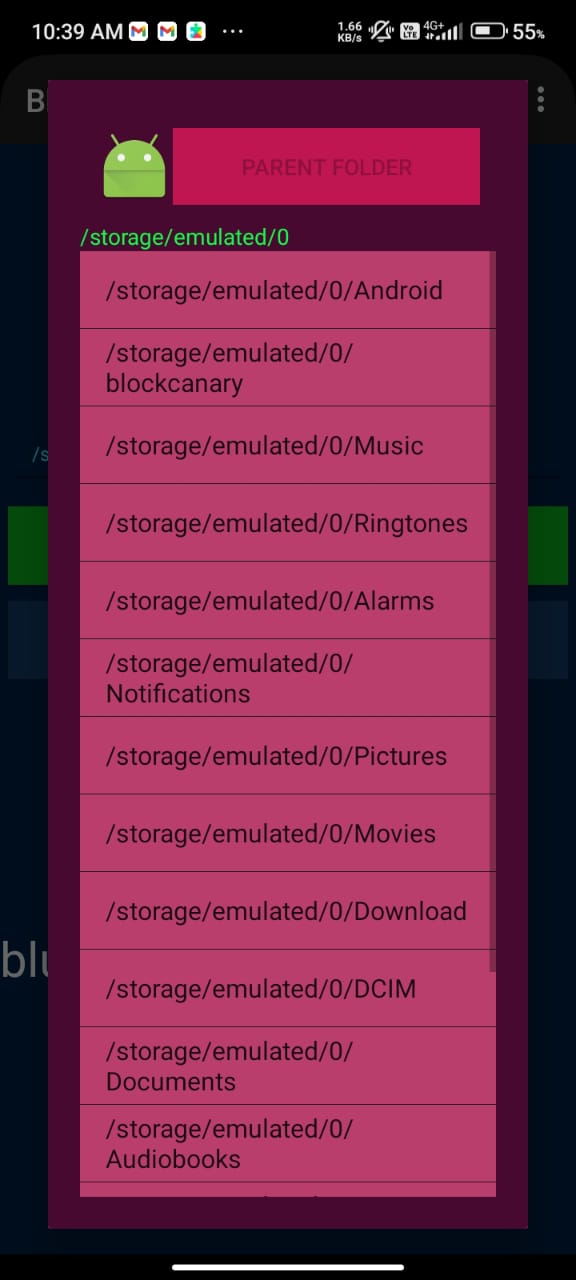 10:39 AM
1.66
KB/s
Vo
LTE
4G+
55%
B
PARENT FOLDER
/storage/emulated/0
/storage/emulated/0/Android
/storage/emulated/0/
blockcanary
/storage/emulated/0/Music
/storage/emulated/0/Ringtones
/storage/emulated/0/Alarms
/storage/emulated/0/
Notifications
/storage/emulated/0/Pictures
/storage/emulated/0/Movies
/storage/emulated/0/Download
/storage/emulated/0/DCIM
/storage/emulated/0/
Documents
/storage/emulated/0/
Audiobooks
/s
blu